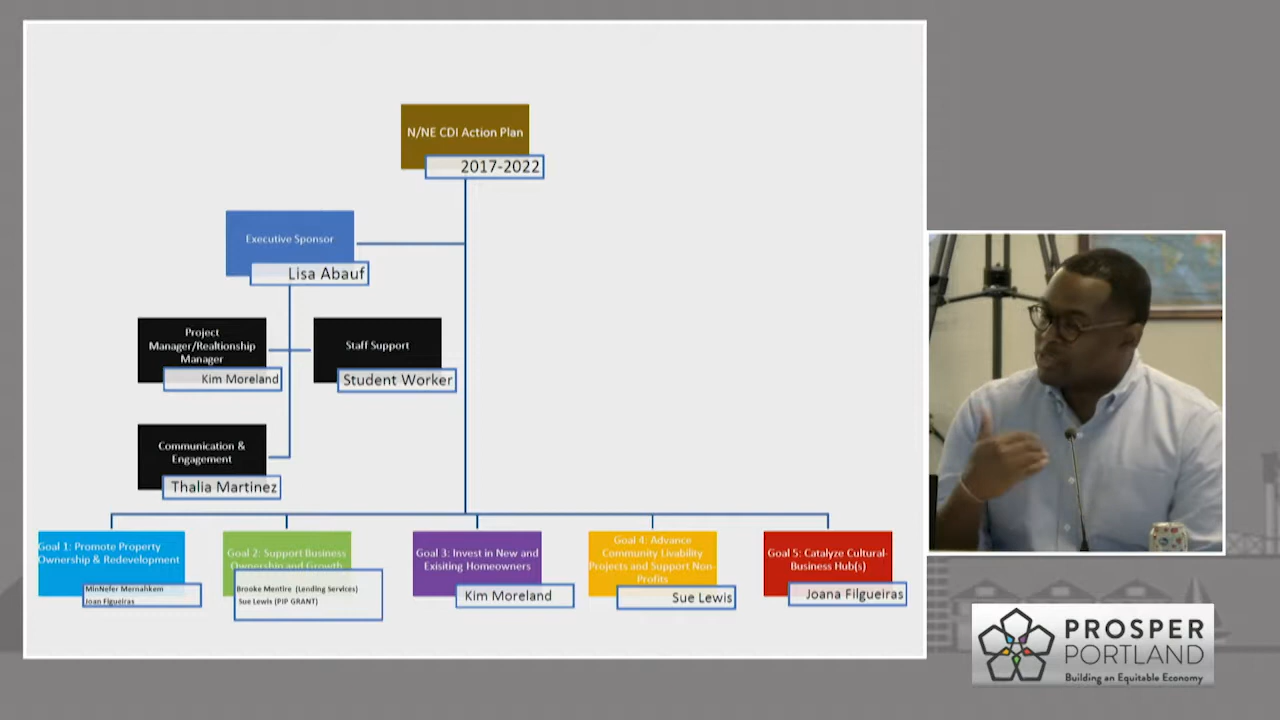 N/NE CDI Action Plan
2017-2022
Executive Sponsor
Lisa Abauf
Project
Manager/Realtionship
Manager
Kim Moreland
Staff Support
Student Worker
Communication &
Engagement
Thalia Martinez
Goal 1: Promote Property
Ownership & Redevelopment
MinNefer Mernahkem
Joan Figueiras
Goal 2: Support Business
Ownership and Growth
Brooke Mentire (Lending Services)
Sue Lewis (PIP GRANT)
Goal 3: Invest in New and
Exisiting Homeowners
Kim Moreland
Goal 4: Advance
Community Livability
Projects and Support Non-
Profits
Sue Lewis
Goal 5: Catalyze Cultural-
Business Hub(s)
Joana Filgueiras
PROSPER
PORTLAND
Building an Equitable Economy